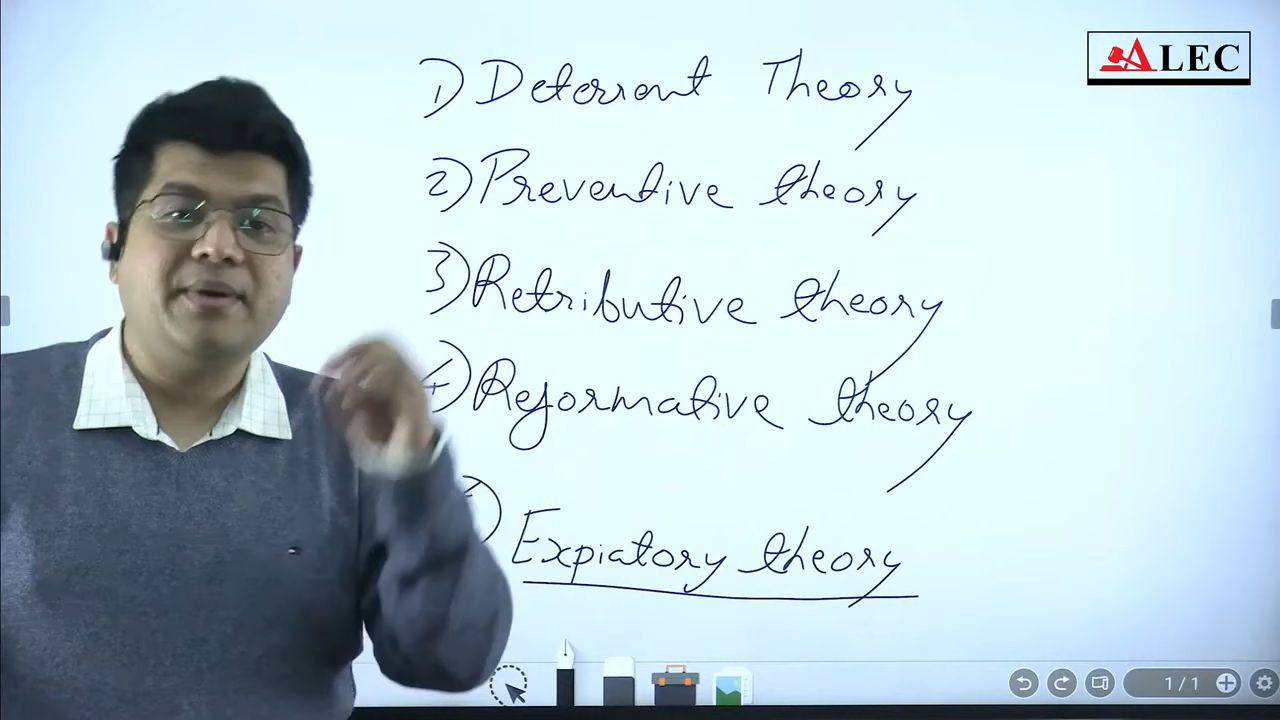 ALEC
1) Deterrent Theory
2) Preventive theory
3) Retributive theory
4) Reformative theory
Expiatory theory
1/1